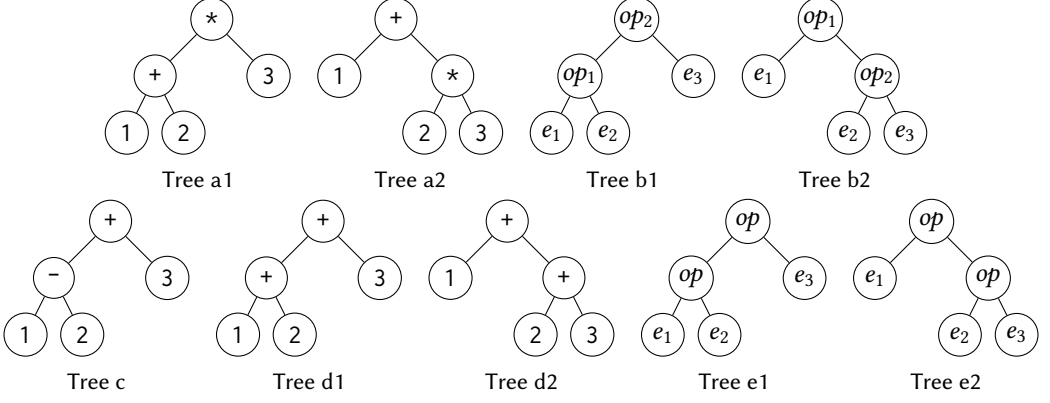 * + op₂ op₁
+ 3 1 * op₁ e₃ e₁ op₂
1 2 2 3 e₁ e₂ e₂ e₃
Tree a1 Tree a2 Tree b1 Tree b2
+ + + op op
− 3 + 3 1 + op e₃ e₁ op
1 2 1 2 2 3 e₁ e₂ e₂ e₃
Tree c Tree d1 Tree d2 Tree e1 Tree e2